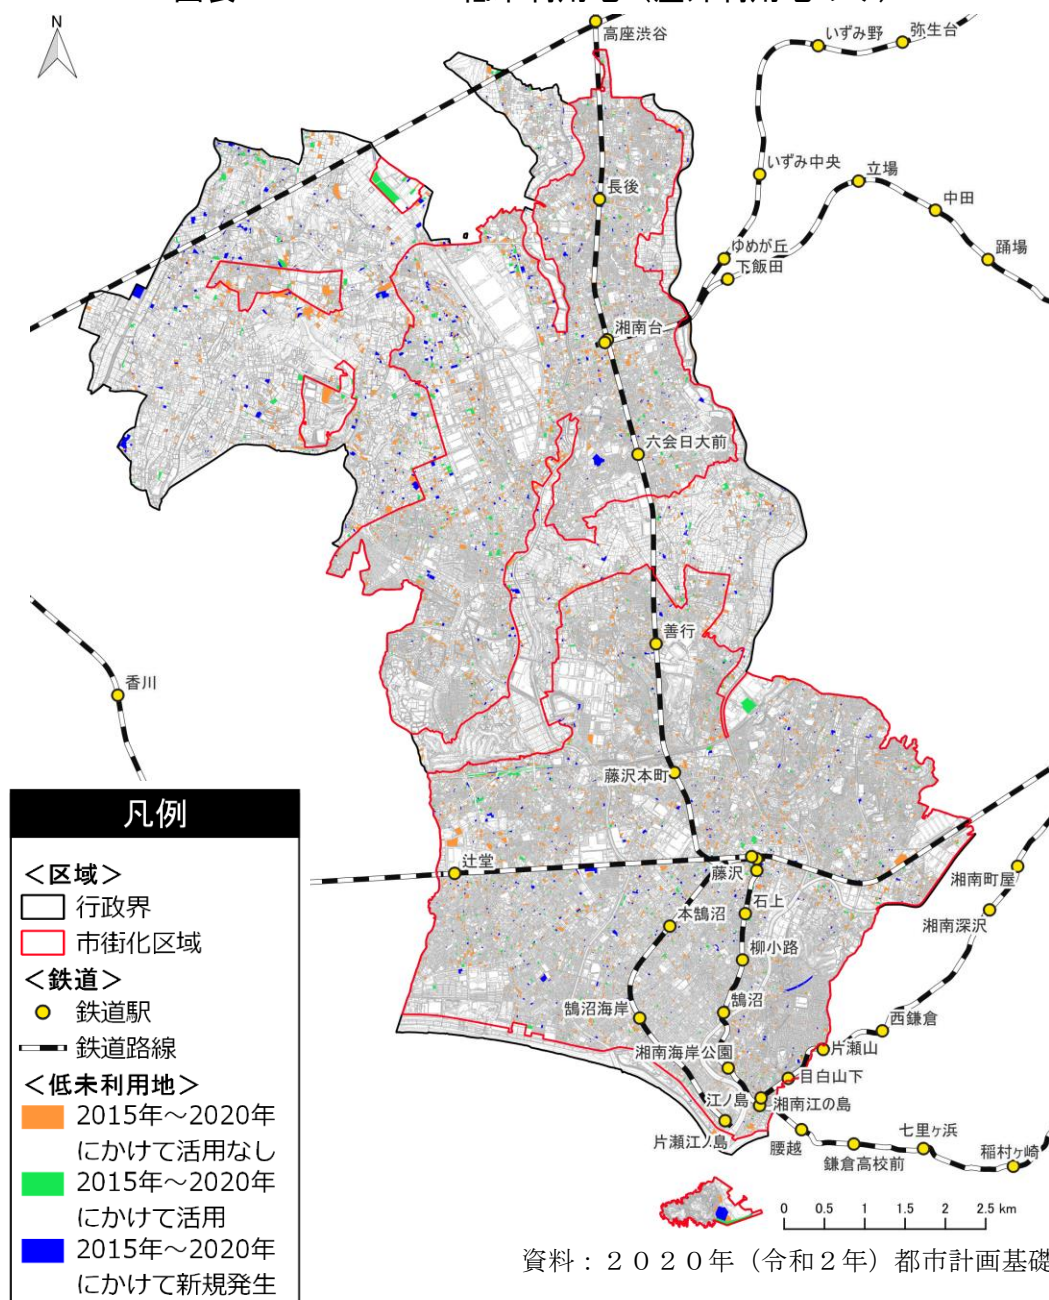 N
高座渋谷
いずみ野
弥生台
いずみ中央
立場
中田
踊場
長後
ゆめが丘
下飯田
湘南台
六会日大前
善行
香川
藤沢本町
辻堂
藤沢
石上
本鵠沼
柳小路
湘南町屋
湘南深沢
鵠沼
鵠沼海岸
西鎌倉
湘南海岸公園
片瀬山
目白山下
江ノ島
湘南江の島
片瀬江ノ島
腰越
鎌倉高校前
七里ヶ浜
稲村ヶ崎
凡例
<区域>
行政界
市街化区域
<鉄道>
鉄道駅
鉄道路線
<低未利用地>
2015年～2020年
にかけて活用なし
2015年～2020年
にかけて活用
2015年～2020年
にかけて新規発生
0 0.5 1.0 1.5 2.0 2.5 km
資料：２０２０年（令和２年）都市計画基礎